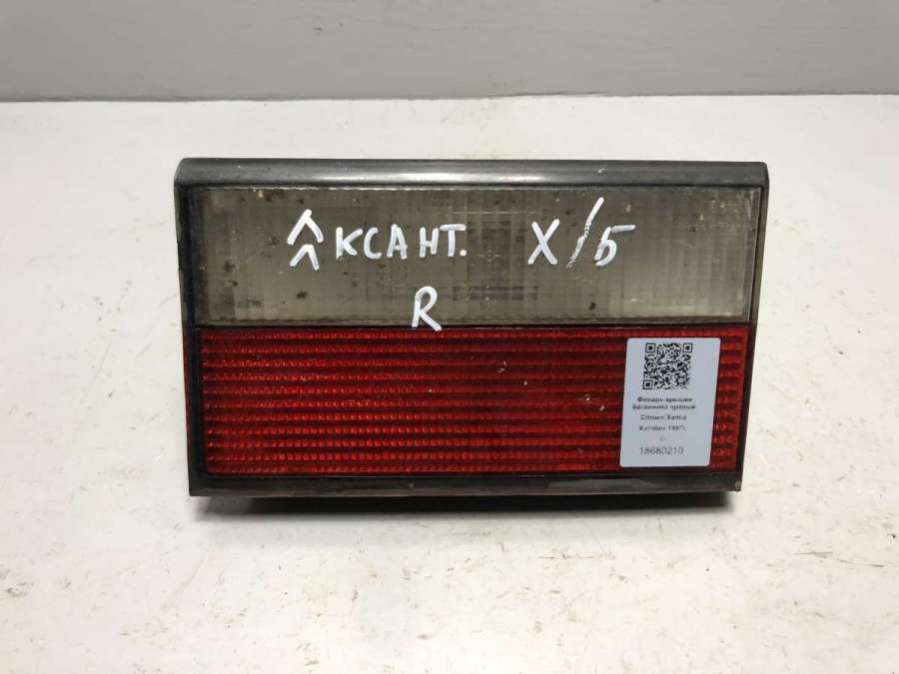 КСАНТ. Х/Б
R
Фонарь крышки
багажника правый
Citroen Xantia
Хэтчбек 1997г.
18680210